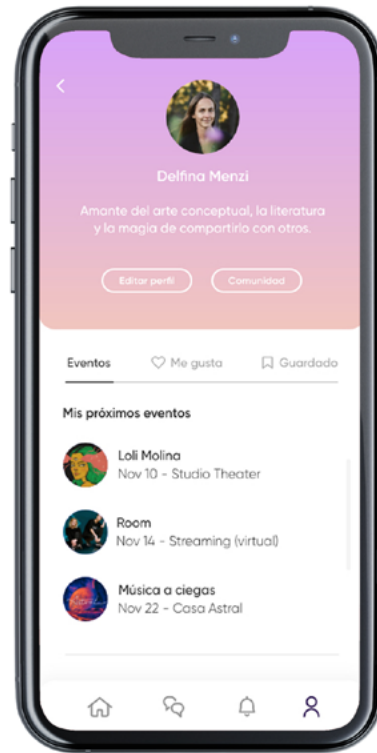 Delfina Menzi
Amante del arte conceptual, la literatura
y la magia de compartirlo con otros.
Editar perfil
Comunidad
Eventos
Me gusta
Guardado
Mis próximos eventos
Loli Molina
Nov 10 - Studio Theater
Room
Nov 14 - Streaming (virtual)
Música a ciegas
Nov 22 - Casa Astral